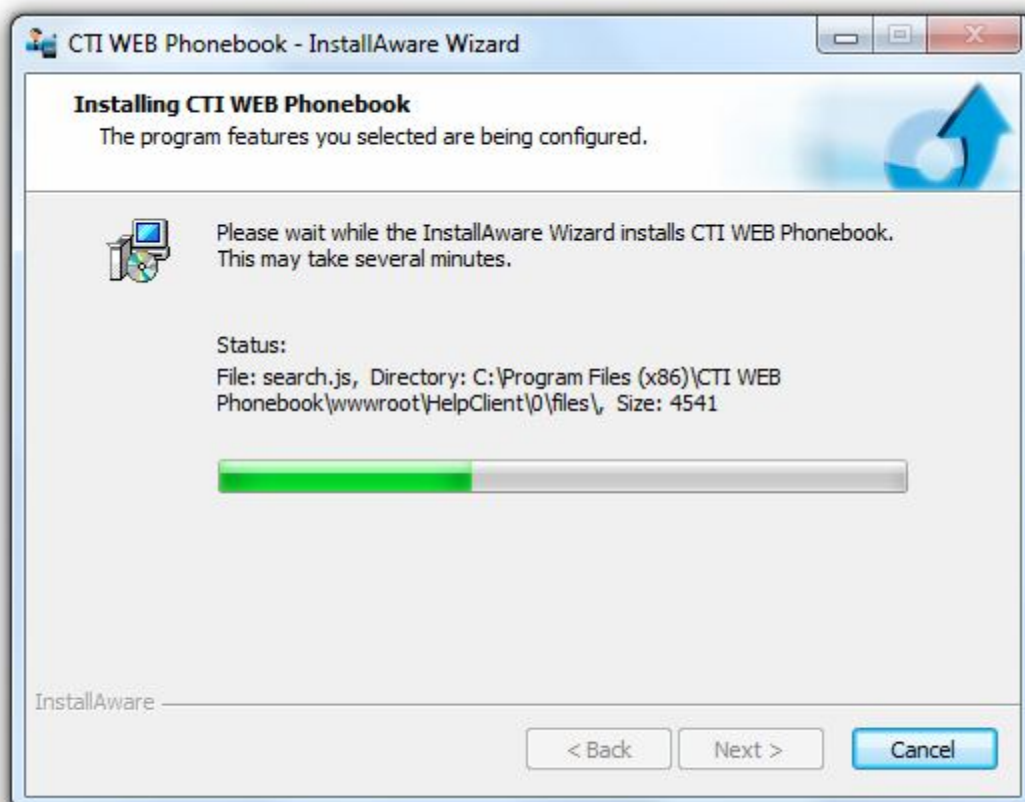 CTI WEB Phonebook - InstallAware Wizard
Installing CTI WEB Phonebook
The program features you selected are being configured.
Please wait while the InstallAware Wizard installs CTI WEB Phonebook.
This may take several minutes.
Status:
File: search.js,  Directory: C:\Program Files (x86)\CTI WEB
Phonebook\wwwroot\HelpClient\0\files\,  Size: 4541
InstallAware
< Back
Next >
Cancel